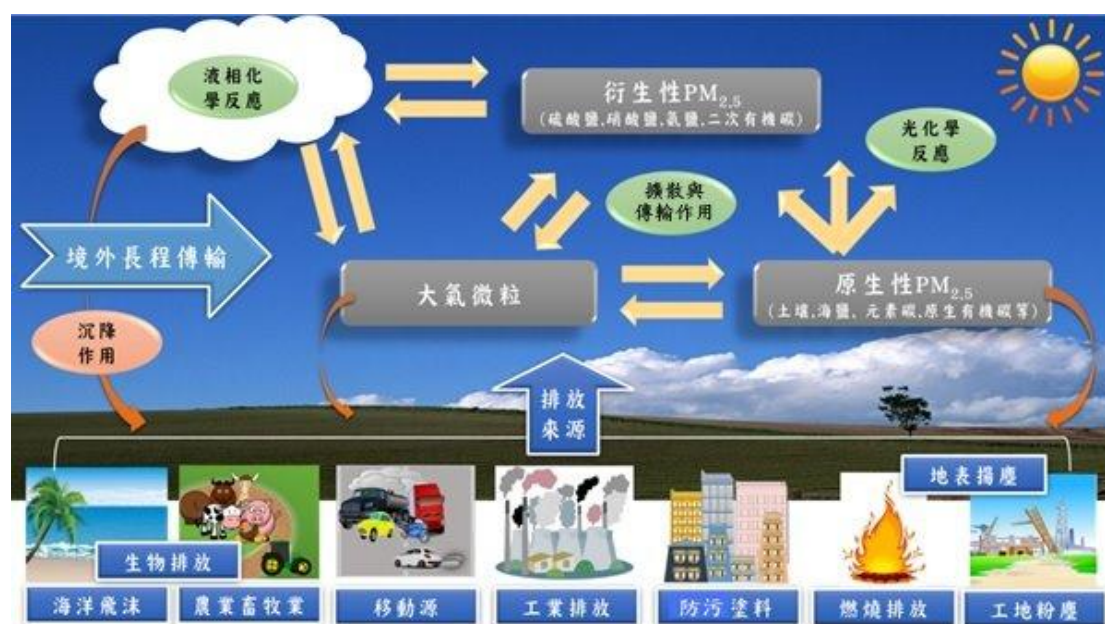 液相化
學反應
衍生性PM2.5
(硫酸鹽,硝酸鹽,氨鹽,二次有機碳)
光化學
反應
擴散與
傳輸作用
境外長程傳輸
大氣微粒
原生性PM2.5
(土壤,海鹽、元素碳,原生有機碳等)
沉降
作用
排放
來源
地表揚塵
生物排放
海洋飛沫
農業畜牧業
移動源
工業排放
防污塗料
燃燒排放
工地粉塵